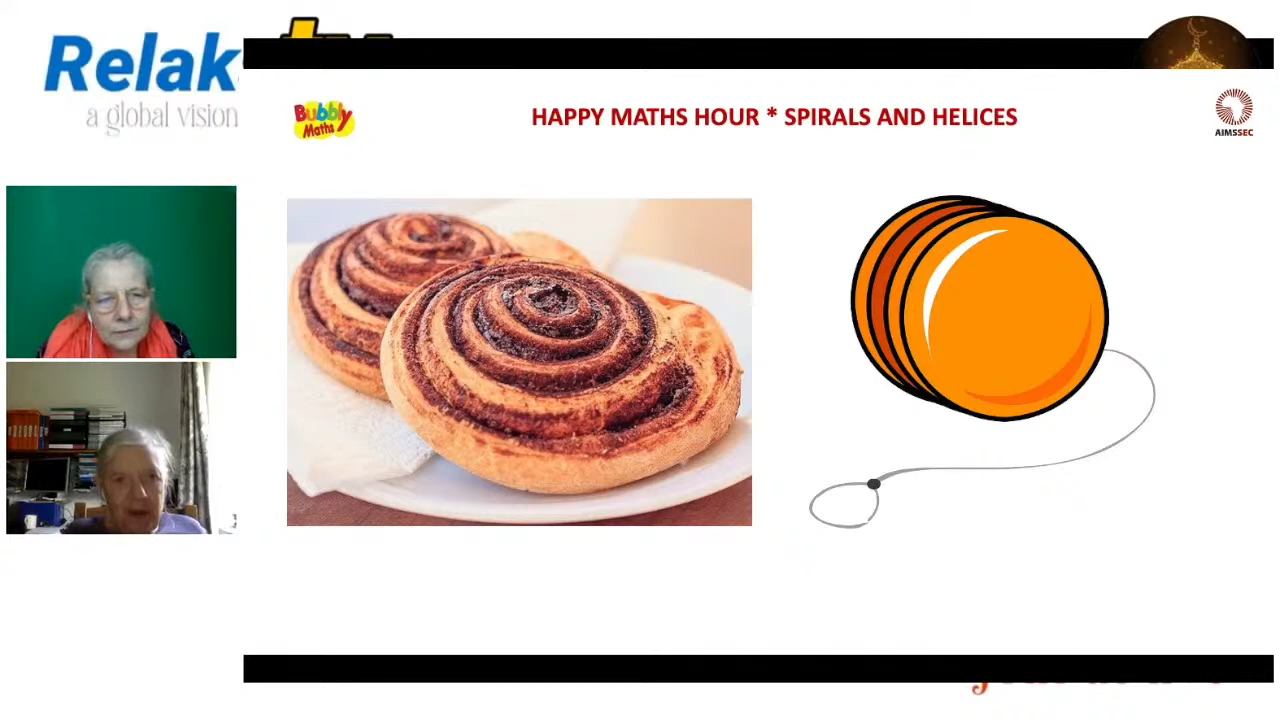 Relak
a global vision
Bubbly
Maths
HAPPY MATHS HOUR * SPIRALS AND HELICES
AIMSSEC